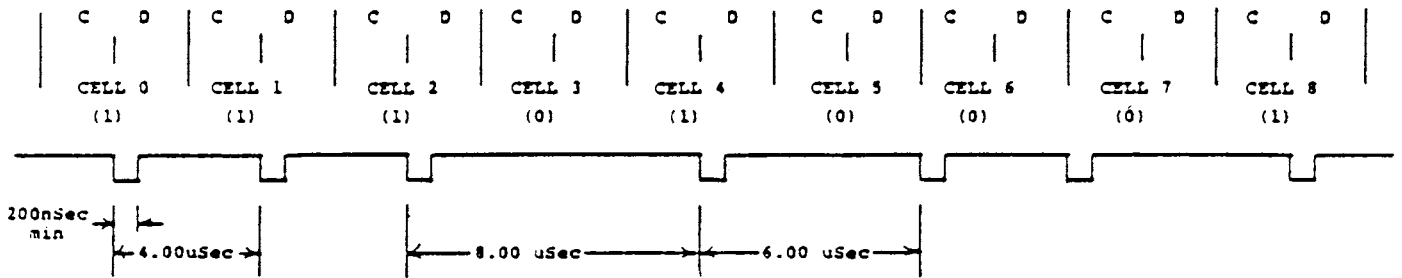 C D C D C D C D C D C D C D C D C D
CELL 0 CELL 1 CELL 2 CELL 3 CELL 4 CELL 5 CELL 6 CELL 7 CELL 8
(1) (1) (1) (0) (1) (0) (0) (0) (1)
200nSec
min
4.00uSec 8.00 uSec 6.00 uSec